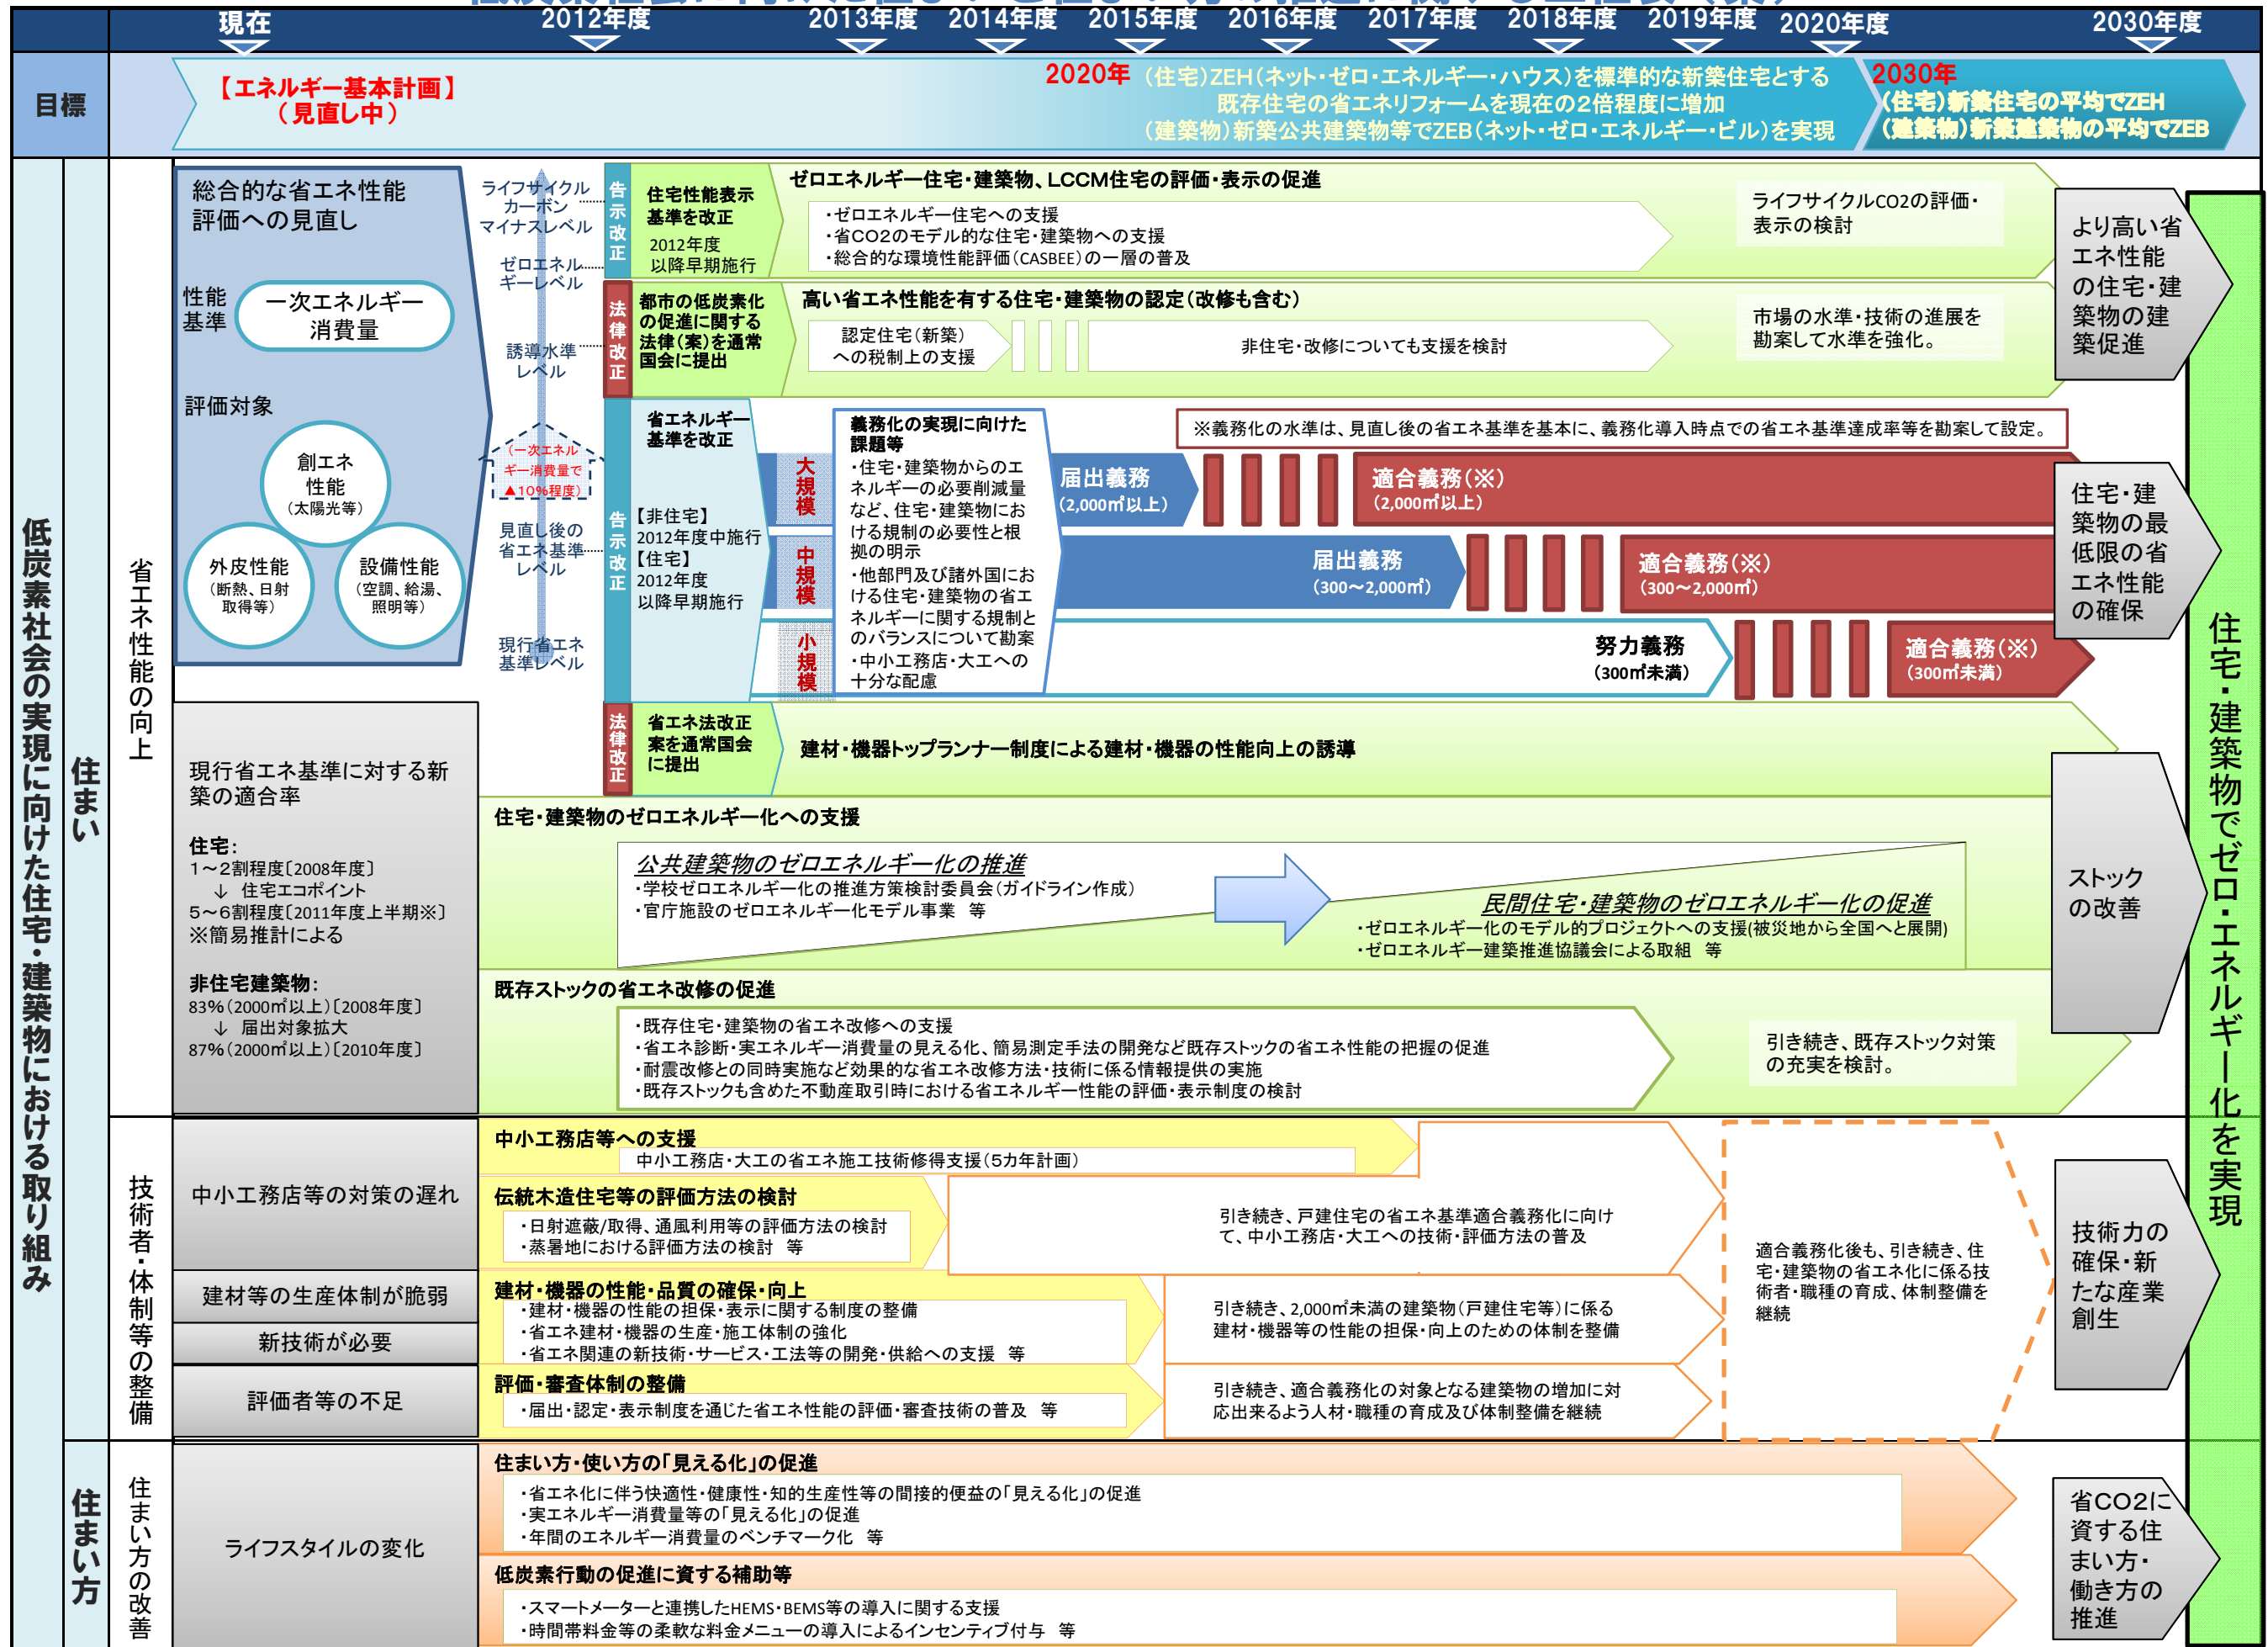 現在
2012年度
2013年度
2014年度
2015年度
2016年度
2017年度
2018年度
2019年度
2020年度
2030年度
目標
【エネルギー基本計画】
（見直し中）
2020年 (住宅)ZEH(ネット・ゼロ・エネルギー・ハウス)を標準的な新築住宅とする
既存住宅の省エネリフォームを現在の2倍程度に増加
(建築物)新築公共建築物等でZEB(ネット・ゼロ・エネルギー・ビル)を実現
2030年
(住宅)新築住宅の平均でZEH
(建築物)新築建築物の平均でZEB
低炭素社会の実現に向けた住宅・建築物における取り組み
住まい
省エネ性能の向上
総合的な省エネ性能
評価への見直し
性能
基準
一次エネルギー
消費量
評価対象
創エネ
性能
(太陽光等)
外皮性能
(断熱、日射
取得等)
設備性能
(空調、給湯、
照明等)
ライフサイクル
カーボン
マイナスレベル
ゼロエネル
ギーレベル
誘導水準
レベル
(一次エネル
ギー消費量で
▲10%程度)
見直し後の
省エネ基準
レベル
現行省エネ
基準レベル
告示改正
住宅性能表示
基準を改正
2012年度
以降早期施行
ゼロエネルギー住宅・建築物、LCCM住宅の評価・表示の促進
・ゼロエネルギー住宅への支援
・省CO2のモデル的な住宅・建築物への支援
・総合的な環境性能評価(CASBEE)の一層の普及
ライフサイクルCO2の評価・
表示の検討
法律改正
都市の低炭素化
の促進に関する
法律(案)を通常
国会に提出
高い省エネ性能を有する住宅・建築物の認定(改修も含む)
認定住宅(新築)
への税制上の支援
非住宅・改修についても支援を検討
市場の水準・技術の進展を
勘案して水準を強化。
より高い省
エネ性能
の住宅・建
築物の建
築促進
告示改正
省エネルギー
基準を改正
【非住宅】
2012年度中施行
【住宅】
2012年度
以降早期施行
大規模
中規模
小規模
義務化の実現に向けた
課題等
・住宅・建築物からのエ
ネルギーの必要削減量
など、住宅・建築物にお
ける規制の必要性と根
拠の明示
・他部門及び諸外国にお
ける住宅・建築物の省エ
ネルギーに関する規制と
のバランスについて勘案
・中小工務店・大工への
十分な配慮
※義務化の水準は、見直し後の省エネ基準を基本に、義務化導入時点での省エネ基準達成率等を勘案して設定。
届出義務
(2,000㎡以上)
適合義務(※)
(2,000㎡以上)
届出義務
(300～2,000㎡)
適合義務(※)
(300～2,000㎡)
努力義務
(300㎡未満)
適合義務(※)
(300㎡未満)
住宅・建
築物の最
低限の省
エネ性能
の確保
法律改正
省エネ法改正
案を通常国会
に提出
建材・機器トップランナー制度による建材・機器の性能向上の誘導
現行省エネ基準に対する新
築の適合率
住宅:
1～2割程度〔2008年度〕
↓ 住宅エコポイント
5～6割程度〔2011年度上半期※〕
※簡易推計による
非住宅建築物:
83%(2000㎡以上)〔2008年度〕
↓ 届出対象拡大
87%(2000㎡以上)〔2010年度〕
住宅・建築物のゼロエネルギー化への支援
公共建築物のゼロエネルギー化の推進
・学校ゼロエネルギー化の推進方策検討委員会(ガイドライン作成)
・官庁施設のゼロエネルギー化モデル事業 等
民間住宅・建築物のゼロエネルギー化の促進
・ゼロエネルギー化のモデル的プロジェクトへの支援(被災地から全国へと展開)
・ゼロエネルギー建築推進協議会による取組 等
既存ストックの省エネ改修の促進
・既存住宅・建築物の省エネ改修への支援
・省エネ診断・実エネルギー消費量の見える化、簡易測定手法の開発など既存ストックの省エネ性能の把握の促進
・耐震改修との同時実施など効果的な省エネ改修方法・技術に係る情報提供の実施
・既存ストックも含めた不動産取引時における省エネルギー性能の評価・表示制度の検討
引き続き、既存ストック対策
の充実を検討。
ストック
の改善
住宅・建築物でゼロ・エネルギー化を実現
技術者・体制等の整備
中小工務店等の対策の遅れ
建材等の生産体制が脆弱
新技術が必要
評価者等の不足
中小工務店等への支援
中小工務店・大工の省エネ施工技術修得支援(5カ年計画)
伝統木造住宅等の評価方法の検討
・日射遮蔽/取得、通風利用等の評価方法の検討
・蒸暑地における評価方法の検討 等
引き続き、戸建住宅の省エネ基準適合義務化に向け
て、中小工務店・大工への技術・評価方法の普及
建材・機器の性能・品質の確保・向上
・建材・機器の性能の担保・表示に関する制度の整備
・省エネ建材・機器の生産・施工体制の強化
・省エネ関連の新技術・サービス・工法等の開発・供給への支援 等
引き続き、2,000㎡未満の建築物(戸建住宅等)に係る
建材・機器等の性能の担保・向上のための体制を整備
評価・審査体制の整備
・届出・認定・表示制度を通じた省エネ性能の評価・審査技術の普及 等
引き続き、適合義務化の対象となる建築物の増加に対
応出来るよう人材・職種の育成及び体制整備を継続
適合義務化後も、引き続き、住
宅・建築物の省エネ化に係る技
術者・職種の育成、体制整備を
継続
技術力の
確保・新
たな産業
創生
住まい方
住まい方の改善
ライフスタイルの変化
住まい方・使い方の「見える化」の促進
・省エネ化に伴う快適性・健康性・知的生産性等の間接的便益の「見える化」の促進
・実エネルギー消費量等の「見える化」の促進
・年間のエネルギー消費量のベンチマーク化 等
低炭素行動の促進に資する補助等
・スマートメーターと連携したHEMS・BEMS等の導入に関する支援
・時間帯料金等の柔軟な料金メニューの導入によるインセンティブ付与 等
省CO2に
資する住
まい方・
働き方の
推進